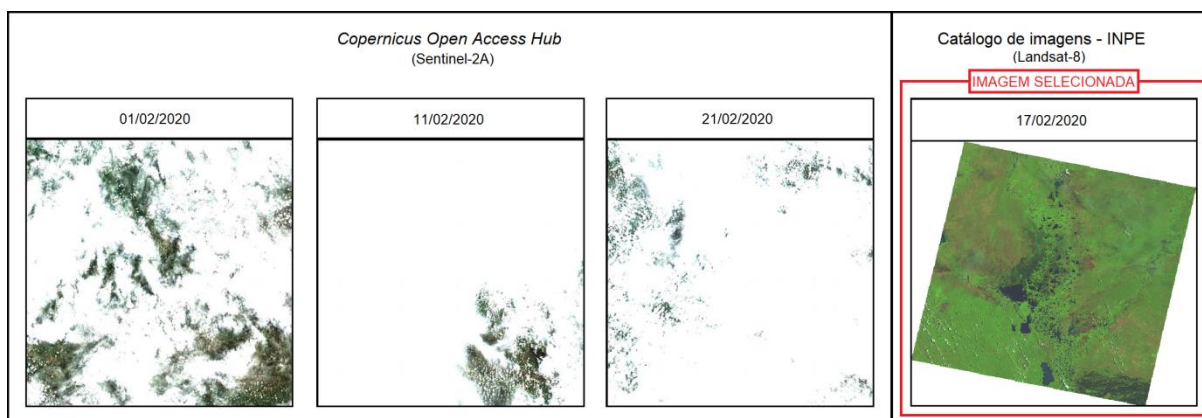 Copernicus Open Access Hub
(Sentinel-2A)
01/02/2020
11/02/2020
21/02/2020
Catálogo de imagens - INPE
(Landsat-8)
IMAGEM SELECIONADA
17/02/2020